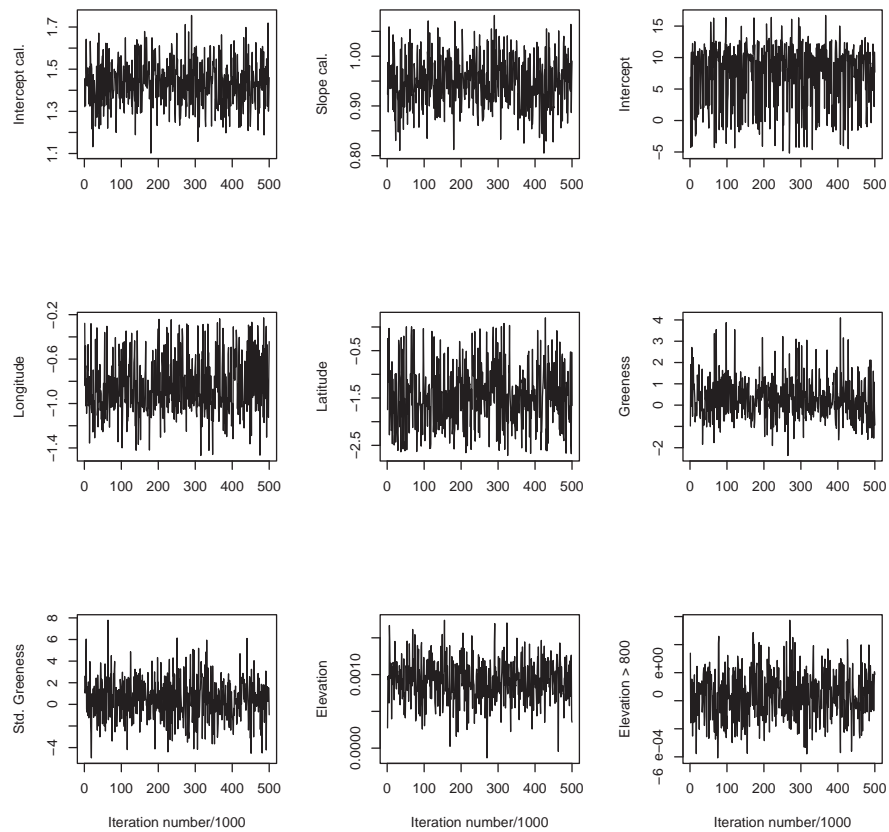 Intercept cal.
1.1 1.3 1.5 1.7
0 100 200 300 400 500
Slope cal.
0.80 0.90 1.00
0 100 200 300 400 500
Intercept
−5 0 5 10 15
0 100 200 300 400 500
Longitude
−1.4 −1.0 −0.6 −0.2
0 100 200 300 400 500
Latitude
−2.5 −1.5 −0.5
0 100 200 300 400 500
Greeness
−2 0 1 2 3 4
0 100 200 300 400 500
Std. Greeness
−4 0 2 4 6 8
0 100 200 300 400 500
Iteration number/1000
Elevation
0.0000 0.0010
0 100 200 300 400 500
Iteration number/1000
Elevation > 800
−6 e−04 0 e+00
0 100 200 300 400 500
Iteration number/1000